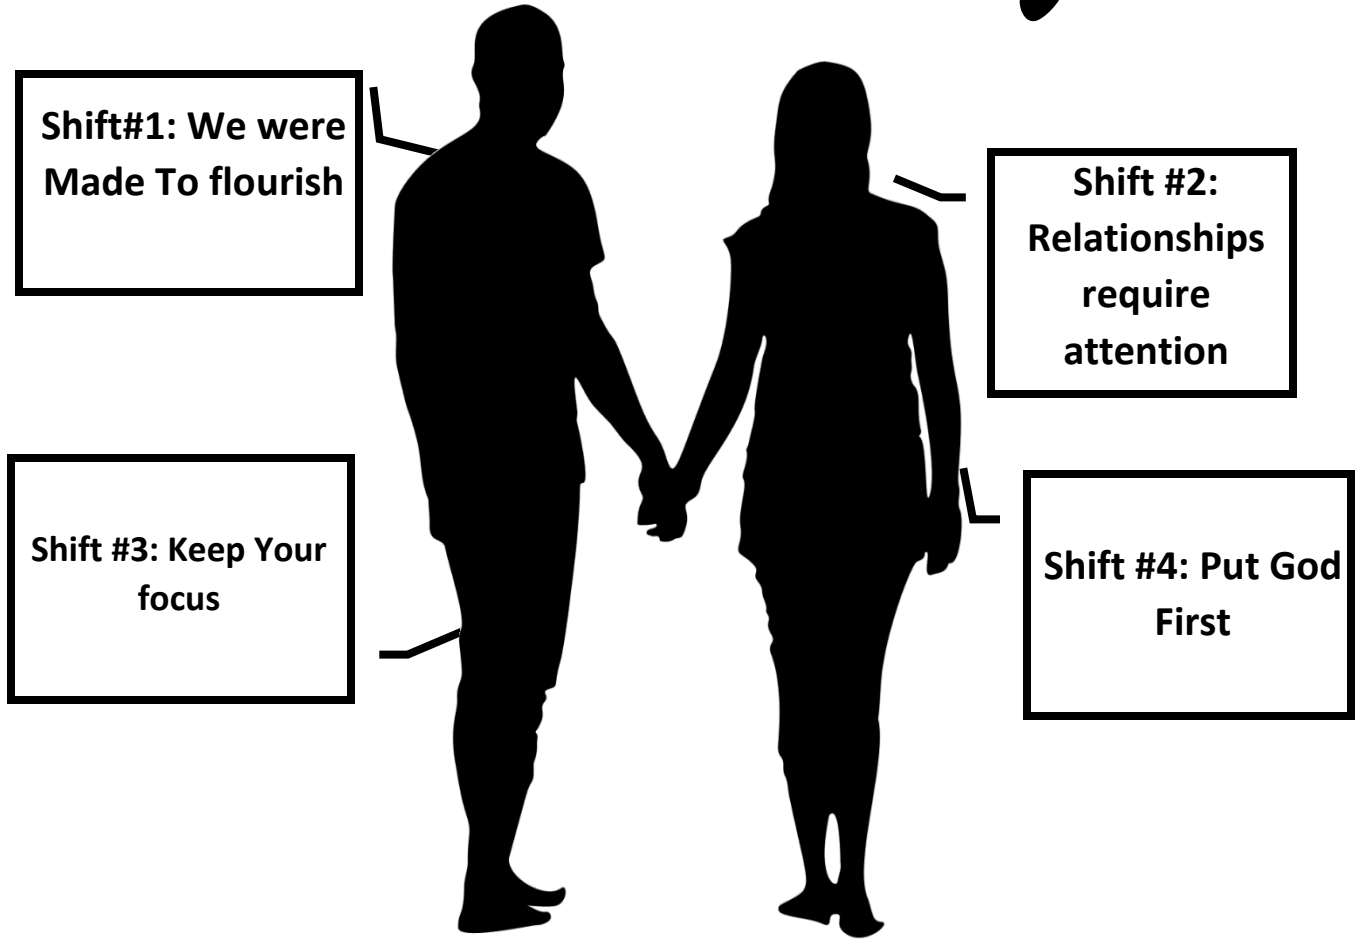 Shift#1: We were
Made To flourish
Shift #2:
Relationships
require
attention
Shift #3: Keep Your
focus
Shift #4: Put God
First